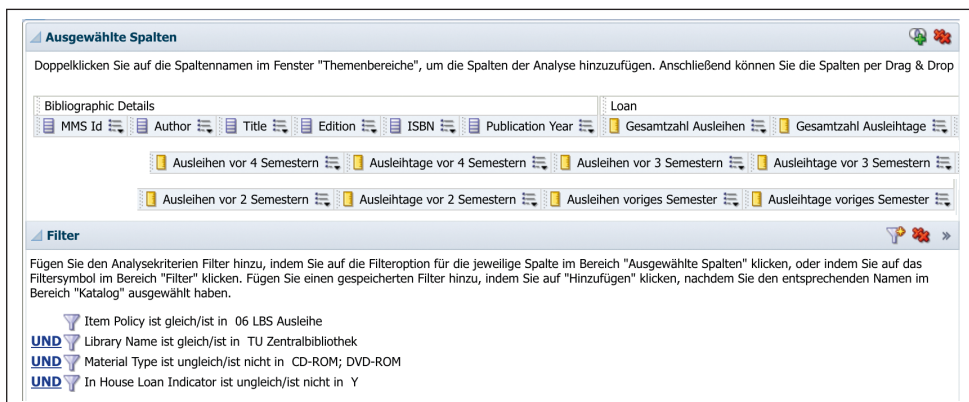 Ausgewählte Spalten
Doppelklicken Sie auf die Spaltennamen im Fenster "Themenbereiche", um die Spalten der Analyse hinzuzufügen. Anschließend können Sie die Spalten per Drag & Drop
Bibliographic Details Loan
MMS Id Author Title Edition ISBN Publication Year Gesamtzahl Ausleihen Gesamtzahl Ausleihtage
Ausleihen vor 4 Semestern Ausleihtage vor 4 Semestern Ausleihen vor 3 Semestern Ausleihtage vor 3 Semestern
Ausleihen vor 2 Semestern Ausleihtage vor 2 Semestern Ausleihen voriges Semester Ausleihtage voriges Semester
Filter
Fügen Sie den Analysekriterien Filter hinzu, indem Sie auf die Filteroption für die jeweilige Spalte im Bereich "Ausgewählte Spalten" klicken, oder indem Sie auf das
Filtersymbol im Bereich "Filter" klicken. Fügen Sie einen gespeicherten Filter hinzu, indem Sie auf "Hinzufügen" klicken, nachdem Sie den entsprechenden Namen im
Bereich "Katalog" ausgewählt haben.
Item Policy ist gleich/ist in 06 LBS Ausleihe
UND Library Name ist gleich/ist in TU Zentralbibliothek
UND Material Type ist ungleich/ist nicht in CD-ROM; DVD-ROM
UND In House Loan Indicator ist ungleich/ist nicht in Y